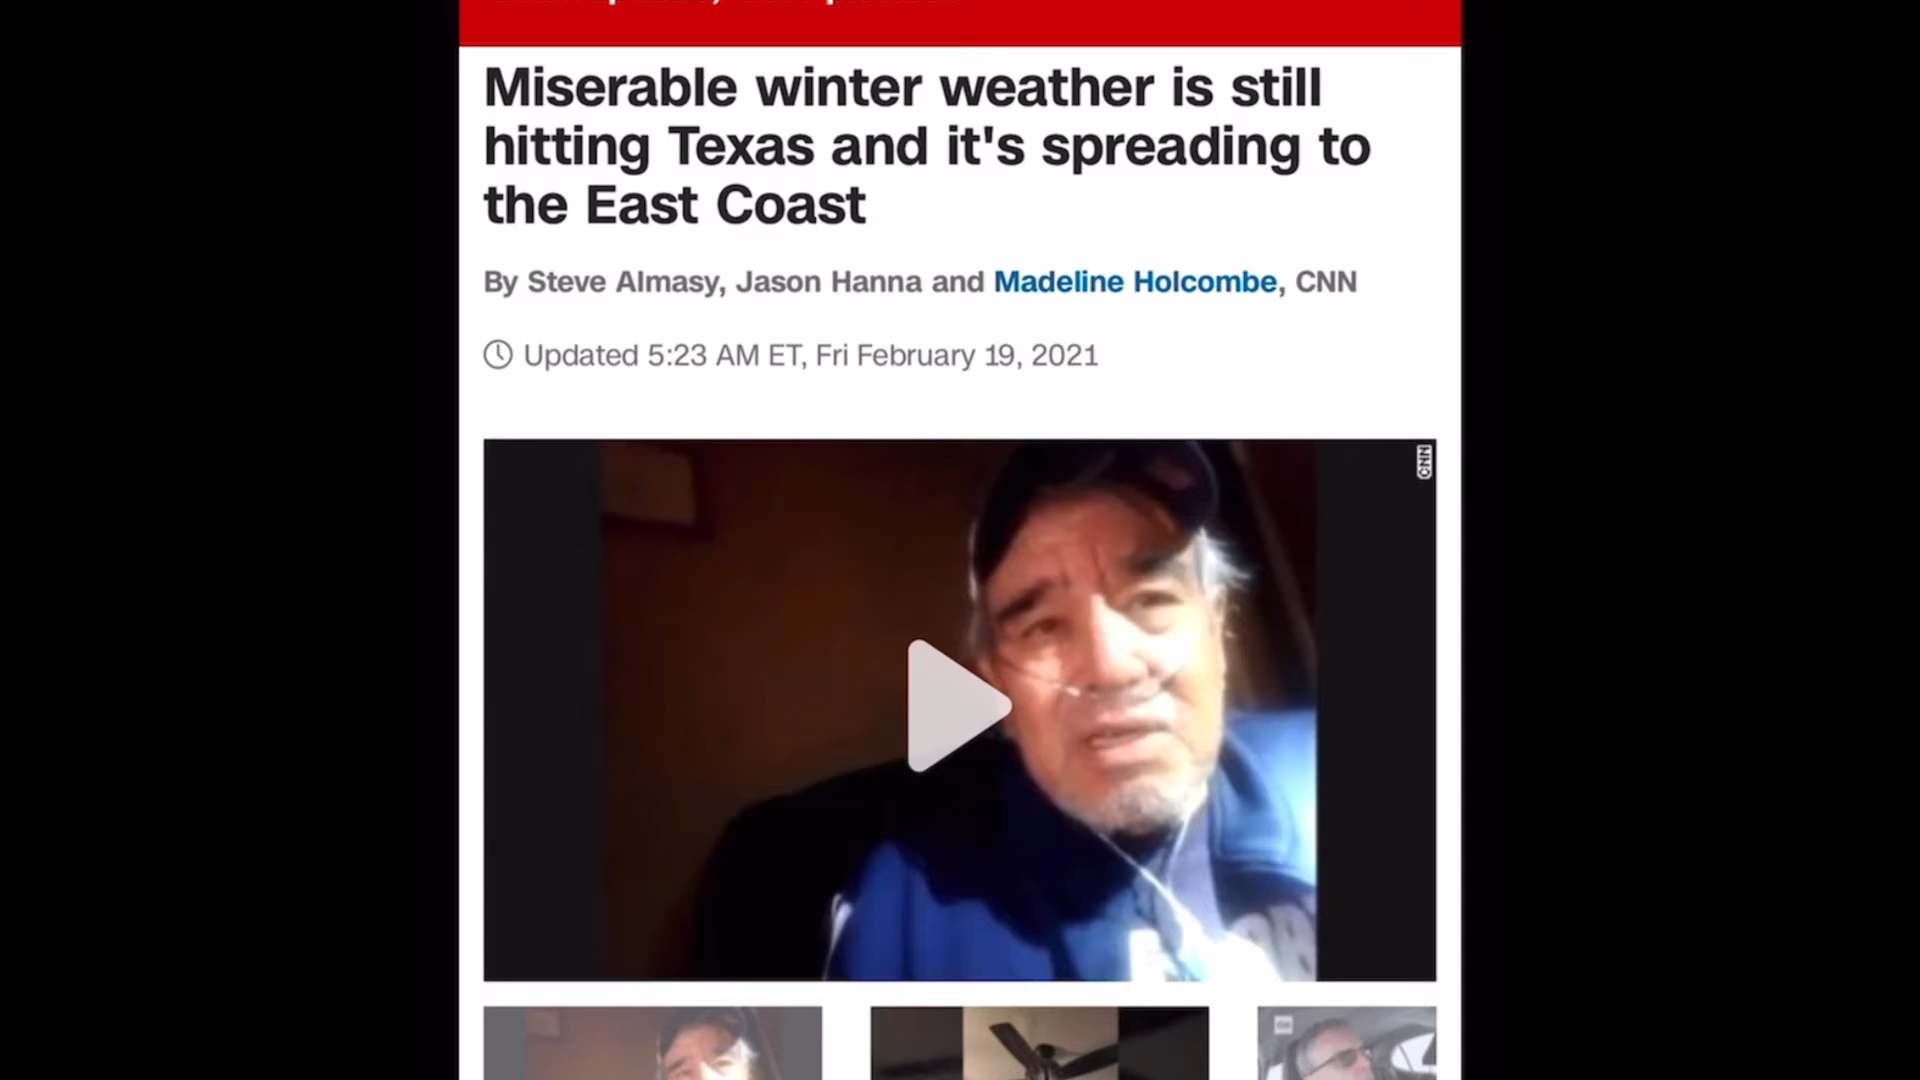 Miserable winter weather is still
hitting Texas and it's spreading to
the East Coast
By Steve Almasy, Jason Hanna and Madeline Holcombe, CNN
Updated 5:23 AM ET, Fri February 19, 2021
CNN